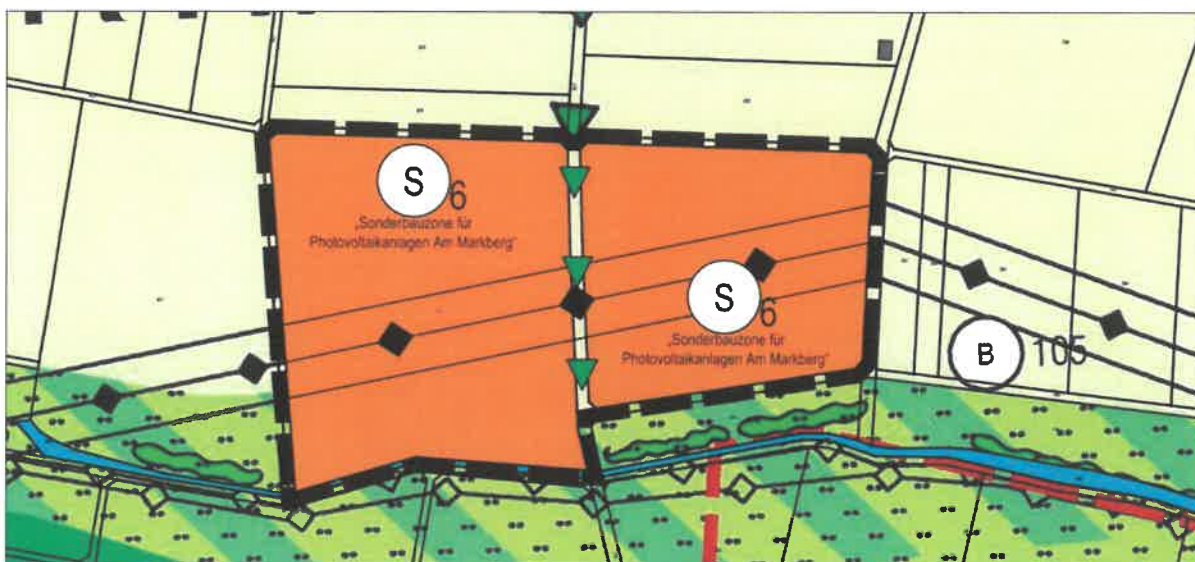 S 6
„Sonderbauzone für
Photovoltaikanlagen Am Markberg"
S 6
„Sonderbauzone für
Photovoltaikanlagen Am Markberg"
B 105